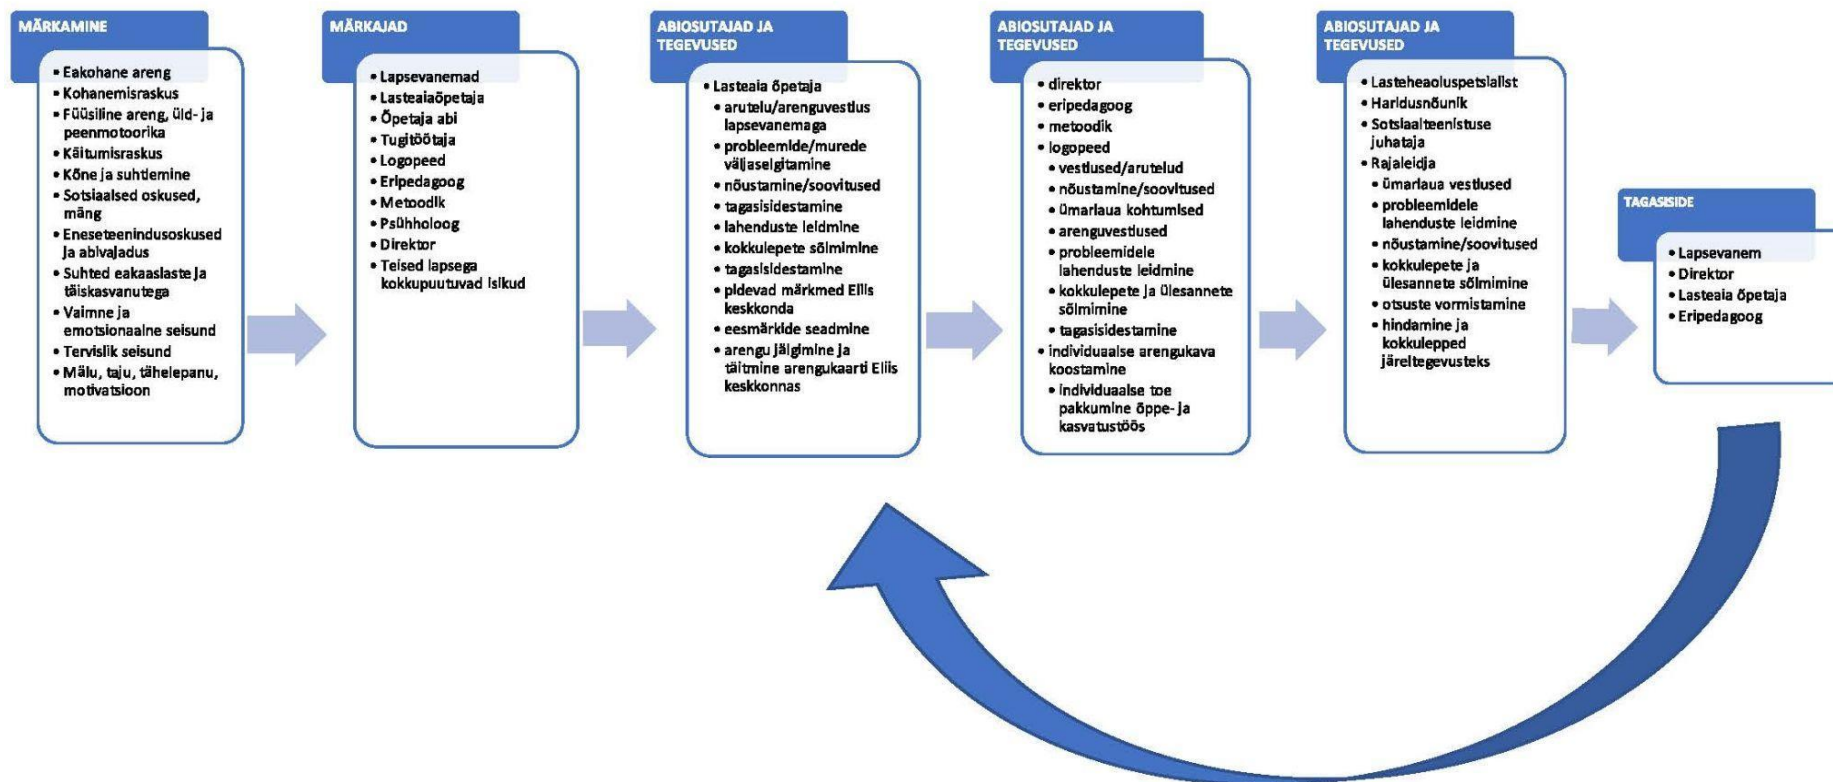 MÄRKAMINE
• Eakohane areng
• Kohanemisraskus
• Füüsiline areng, üld- ja
peenmotoorika
• Käitumisraskus
• Kõne ja suhtlemine
• Sotsiaalsed oskused,
mäng
• Eneseteenindusoskused
ja abivajadus
• Suhted eakaaslaste ja
täiskasvanutega
• Vaimne ja
emotsionaalne seisund
• Tervislik seisund
• Mälu, taju, tähelepanu,
motivatsioon
MÄRKAJAD
• Lapsevanemad
• Lasteaiaõpetaja
• Õpetaja abi
• Tugitöötaja
• Logopeed
• Eripedagoog
• Metoodik
• Psühholoog
• Direktor
• Teised lapsega
kokkupuutuvad isikud
ABIOSUTAJAD JA
TEGEVUSED
• Lasteaia õpetaja
• arutelu/arenguvestlus
lapsevanemaga
• probleemide/murede
väljaselgitamine
• nõustamine/soovitused
• tagasisidestamine
• lahenduste leidmine
• kokkulepete sõlmimine
• tagasisidestamine
• pidevad märkmed Eliis
keskkonda
• eesmärkide seadmine
• arengu jälgimine ja
täitmine arengukaarti Eliis
keskkonnas
ABIOSUTAJAD JA
TEGEVUSED
• direktor
• eripedagoog
• metoodik
• logopeed
• vestlused/arutelud
• nõustamine/soovitused
• ümarlaua kohtumised
• arenguvestlused
• probleemidele
lahenduste leidmine
• kokkulepete ja ülesannete
sõlmimine
• tagasisidestamine
• individuaalse arengukava
koostamine
• individuaalse toe
pakkumine õppe- ja
kasvatustöös
ABIOSUTAJAD JA
TEGEVUSED
• Lasteheaoluspetsialist
• Haridusnõunik
• Sotsiaalteenistuse
juhataja
• Rajaleidja
• ümarlaua vestlused
• probleemidele
lahenduste leidmine
• nõustamine/soovitused
• kokkulepete ja
ülesannete sõlmimine
• otsuste vormistamine
• hindamine ja
kokkulepped
järeltegevusteks
TAGASISIDE
• Lapsevanem
• Direktor
• Lasteaia õpetaja
• Eripedagoog